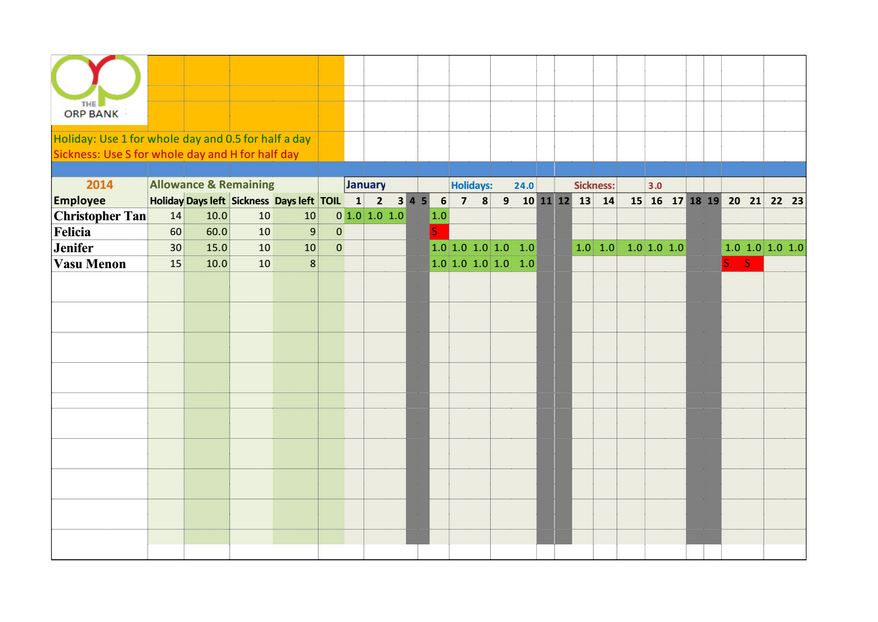 THE
ORP BANK
Holiday: Use 1 for whole day and 0.5 for half a day
Sickness: Use S for whole day and H for half day
2014 Allowance & Remaining January Holidays: 24.0 Sickness: 3.0
Employee Holiday Days left Sickness Days left TOIL 1 2 3 4 5 6 7 8 9 10 11 12 13 14 15 16 17 18 19 20 21 22 23
Christopher Tan 14 10.0 10 10 0 1.0 1.0 1.0 1.0
Felicia 60 60.0 10 9 0 S
Jenifer 30 15.0 10 10 0 1.0 1.0 1.0 1.0 1.0 1.0 1.0 1.0 1.0 1.0 1.0 1.0 1.0 1.0
Vasu Menon 15 10.0 10 8 1.0 1.0 1.0 1.0 1.0 S S